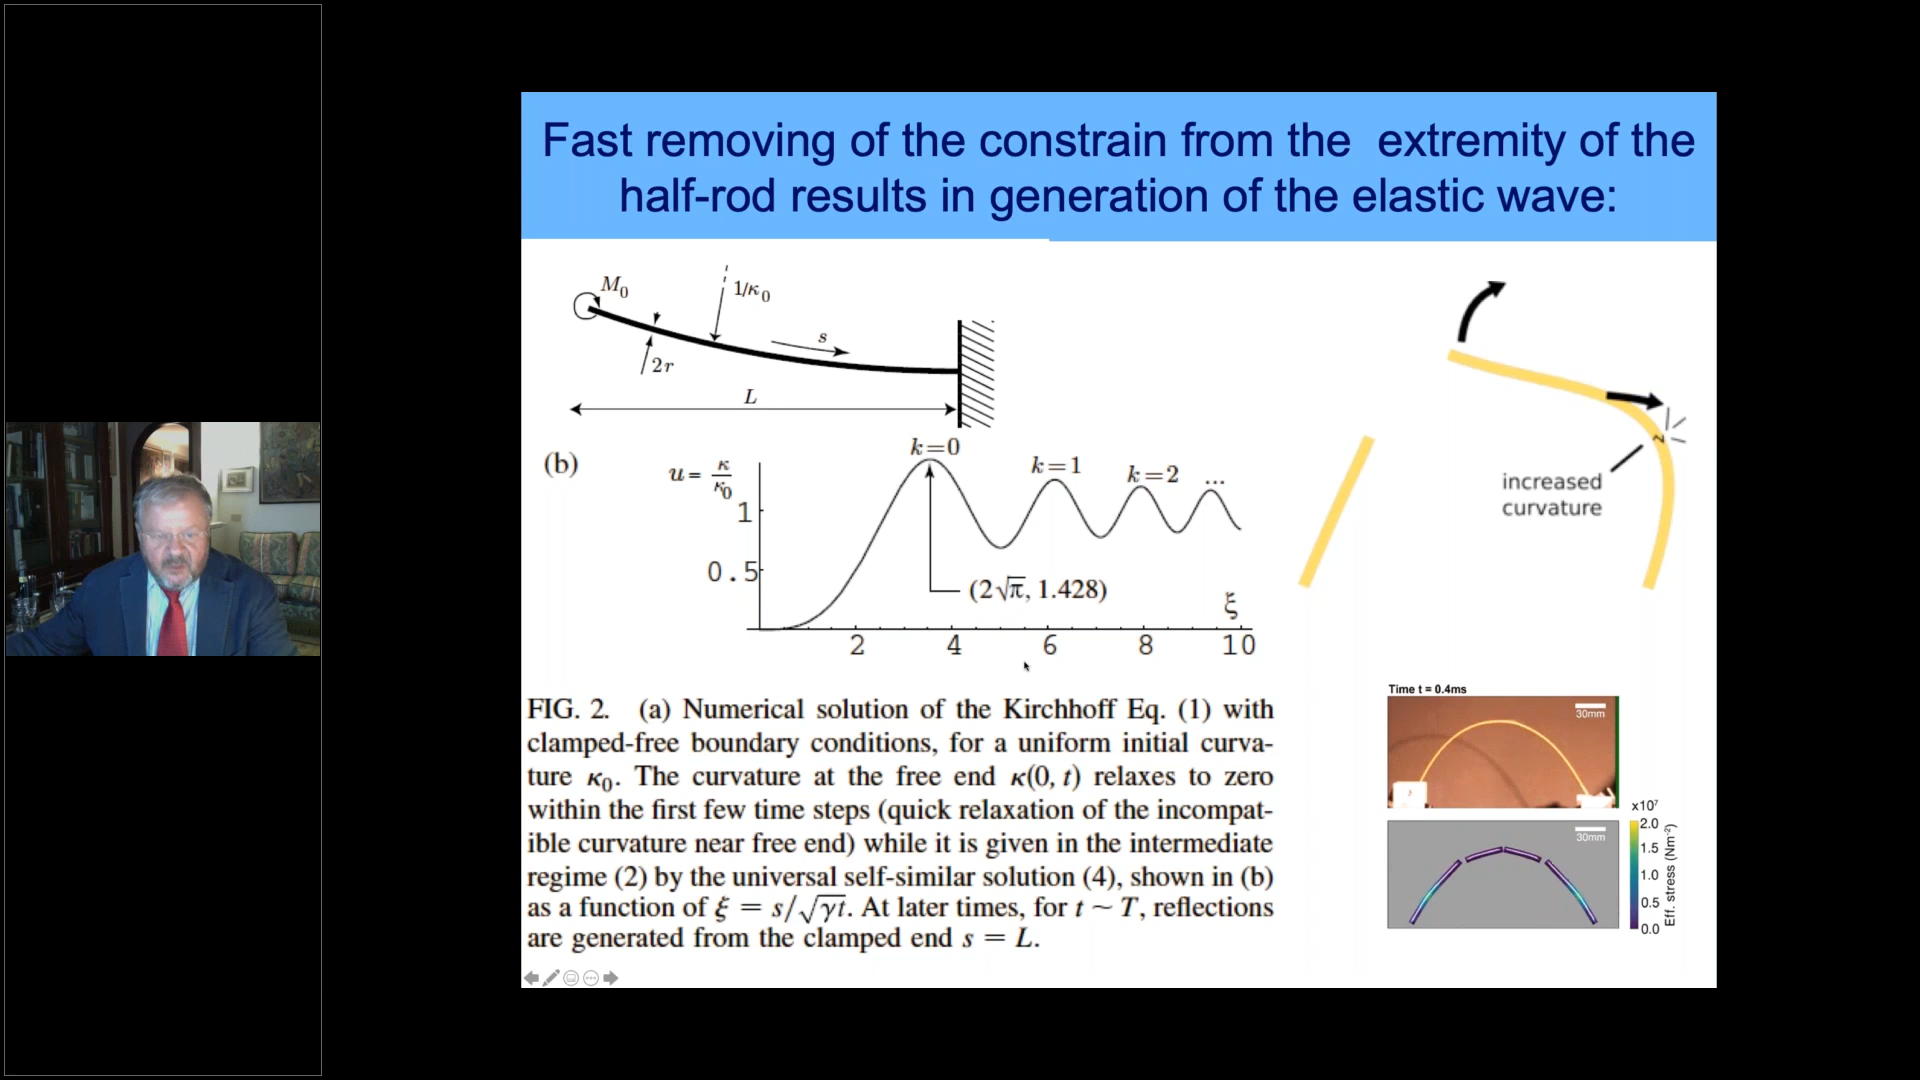 Fast removing of the constrain from the extremity of the
half-rod results in generation of the elastic wave:
M0
1/κ0
s
2r
L
(b)
u = κ/κ0
k=0
k=1
k=2
...
1
0.5
(2√π, 1.428)
ξ
2 4 6 8 10
increased
curvature
FIG. 2. (a) Numerical solution of the Kirchhoff Eq. (1) with
clamped-free boundary conditions, for a uniform initial curva-
ture κ0. The curvature at the free end κ(0, t) relaxes to zero
within the first few time steps (quick relaxation of the incompat-
ible curvature near free end) while it is given in the intermediate
regime (2) by the universal self-similar solution (4), shown in (b)
as a function of ξ = s/√γt. At later times, for t ~ T, reflections
are generated from the clamped end s = L.
Time t = 0.4ms
30mm
30mm
x10⁷
2.0
1.5
1.0
0.5
0.0
Eff. stress (Nm⁻²)